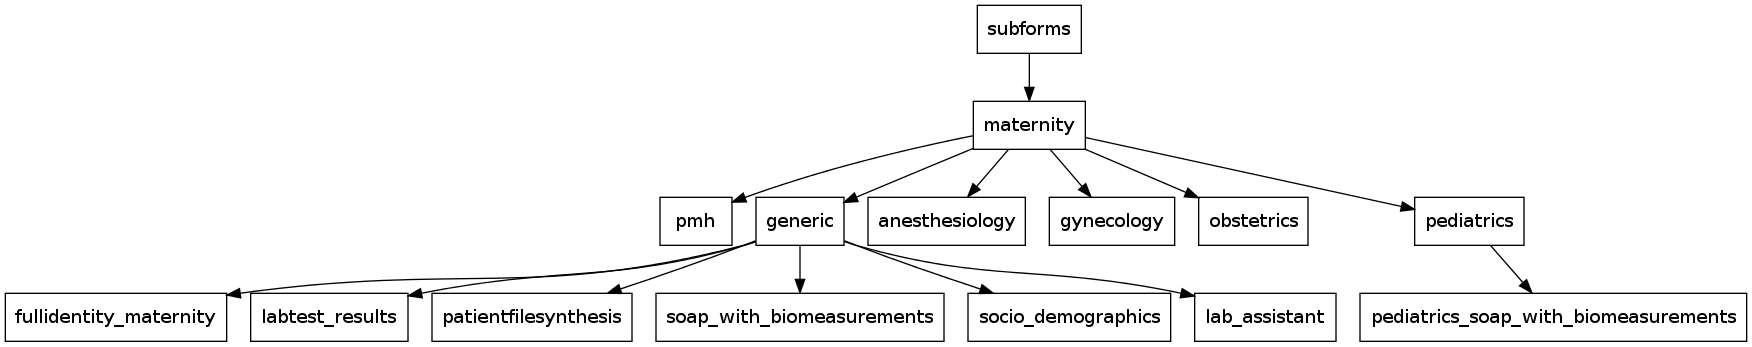 subforms
maternity
pmh
generic
anesthesiology
gynecology
obstetrics
pediatrics
fullidentity_maternity
labtest_results
patientfilesynthesis
soap_with_biomeasurements
socio_demographics
lab_assistant
pediatrics_soap_with_biomeasurements